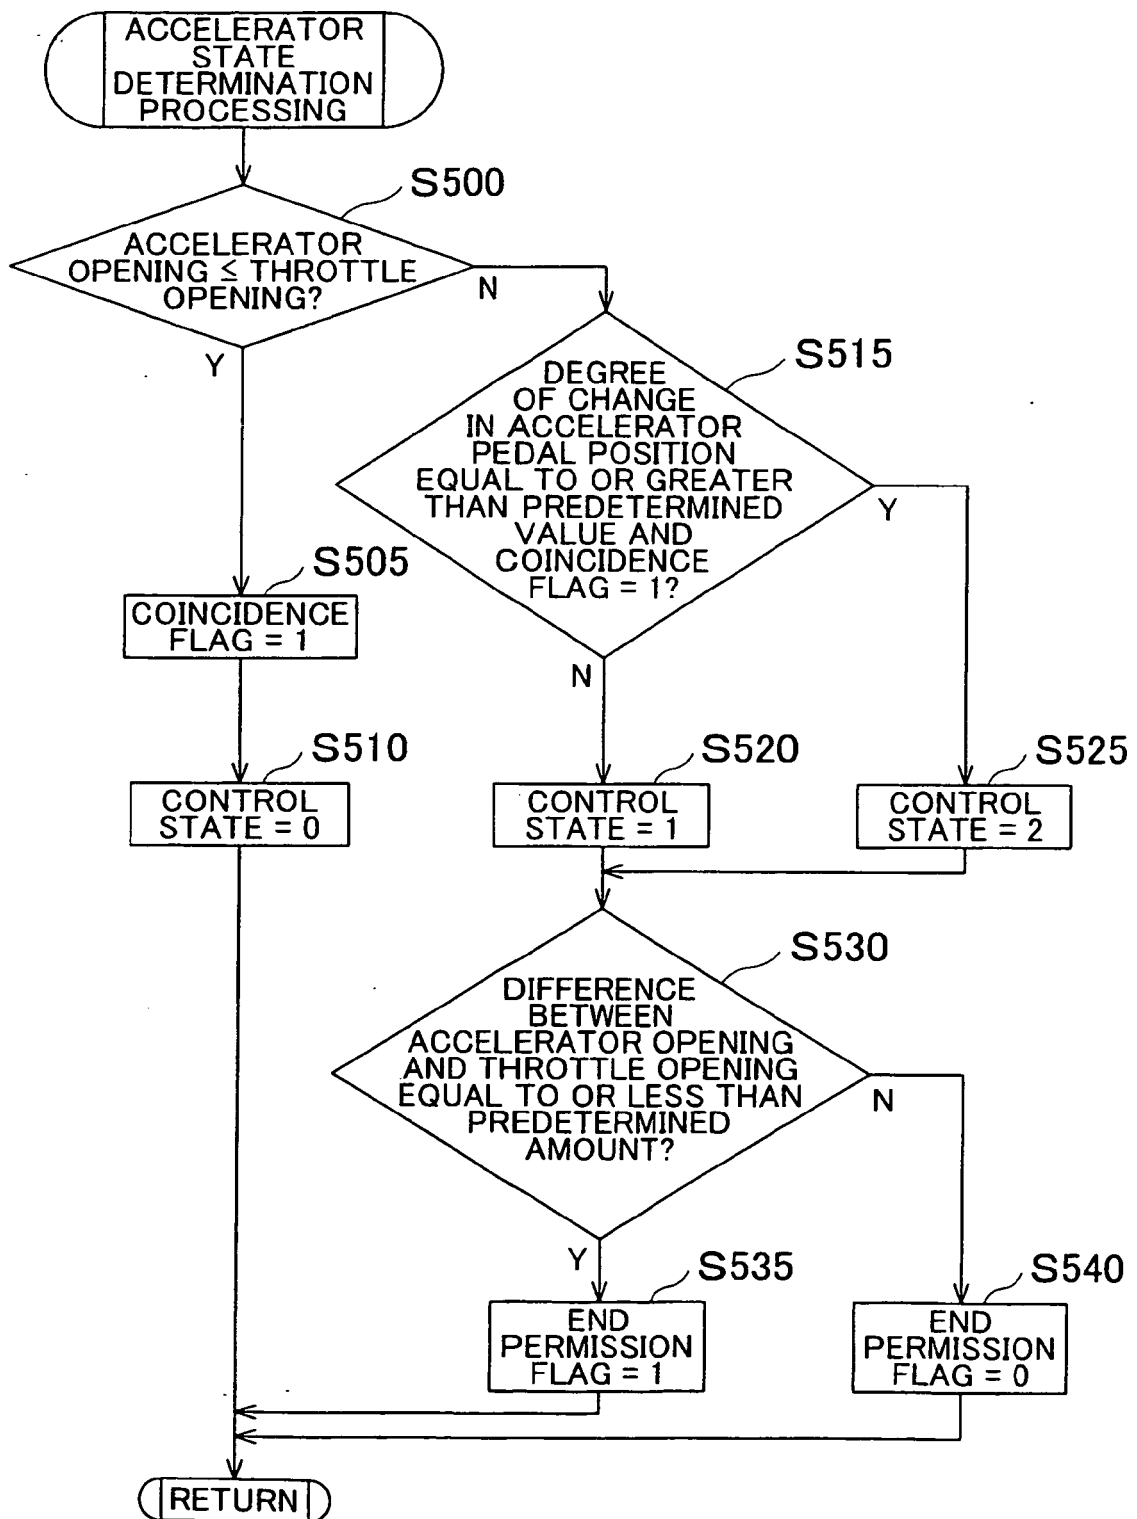 ACCELERATOR
STATE
DETERMINATION
PROCESSING
S500
ACCELERATOR
OPENING ≤ THROTTLE
OPENING?
N
Y
S515
DEGREE
OF CHANGE
IN ACCELERATOR
PEDAL POSITION
EQUAL TO OR GREATER
THAN PREDETERMINED
VALUE AND
COINCIDENCE
FLAG = 1?
Y
N
S505
COINCIDENCE
FLAG = 1
S510
CONTROL
STATE = 0
S520
CONTROL
STATE = 1
S525
CONTROL
STATE = 2
S530
DIFFERENCE
BETWEEN
ACCELERATOR OPENING
AND THROTTLE OPENING
EQUAL TO OR LESS THAN
PREDETERMINED
AMOUNT?
N
Y
S535
END
PERMISSION
FLAG = 1
S540
END
PERMISSION
FLAG = 0
RETURN